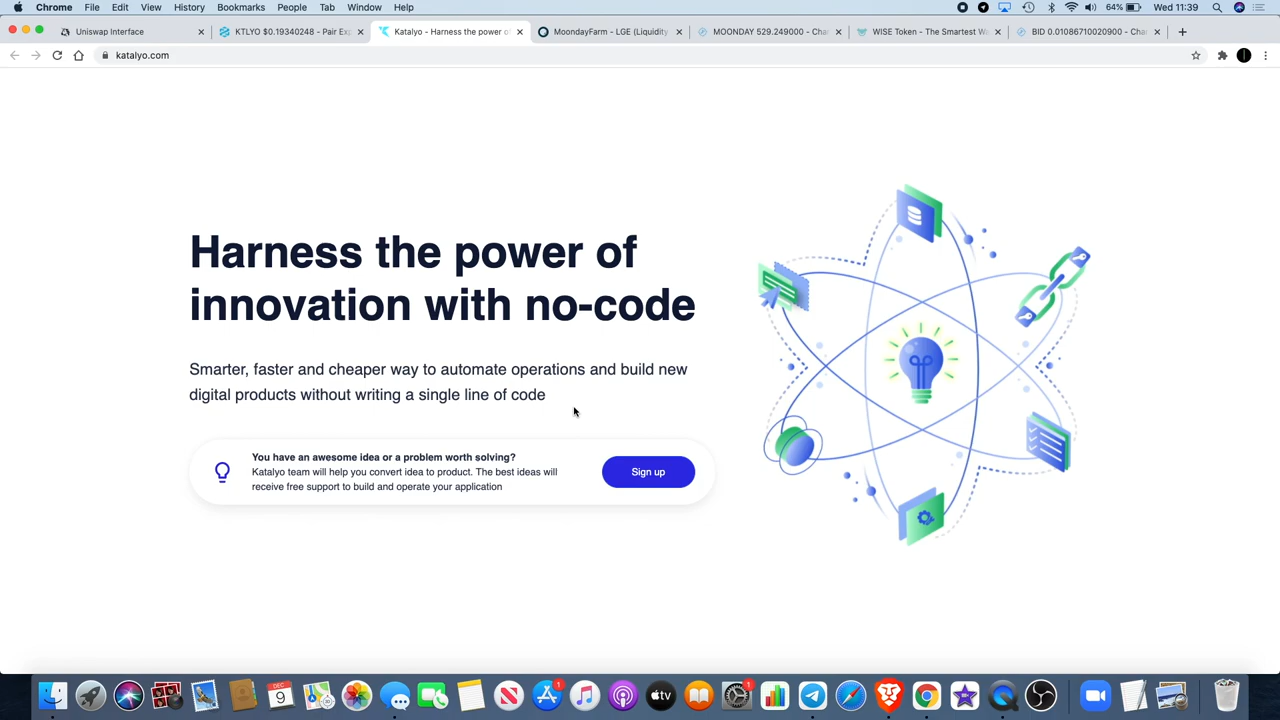 Chrome File Edit View History Bookmarks People Tab Window Help 64% Wed 11:39
Uniswap Interface
KTLYO $0.19340248 - Pair Ex
Katalyo - Harness the power o
MoondayFarm - LGE (Liquidity
MOONDAY 529.249000 - Cha
WISE Token - The Smartest W
BID 0.01086710020900 - Cha
katalyo.com
Harness the power of
innovation with no-code
Smarter, faster and cheaper way to automate operations and build new
digital products without writing a single line of code
You have an awesome idea or a problem worth solving?
Katalyo team will help you convert idea to product. The best ideas will
receive free support to build and operate your application
Sign up
DEC
9
1
1
tv